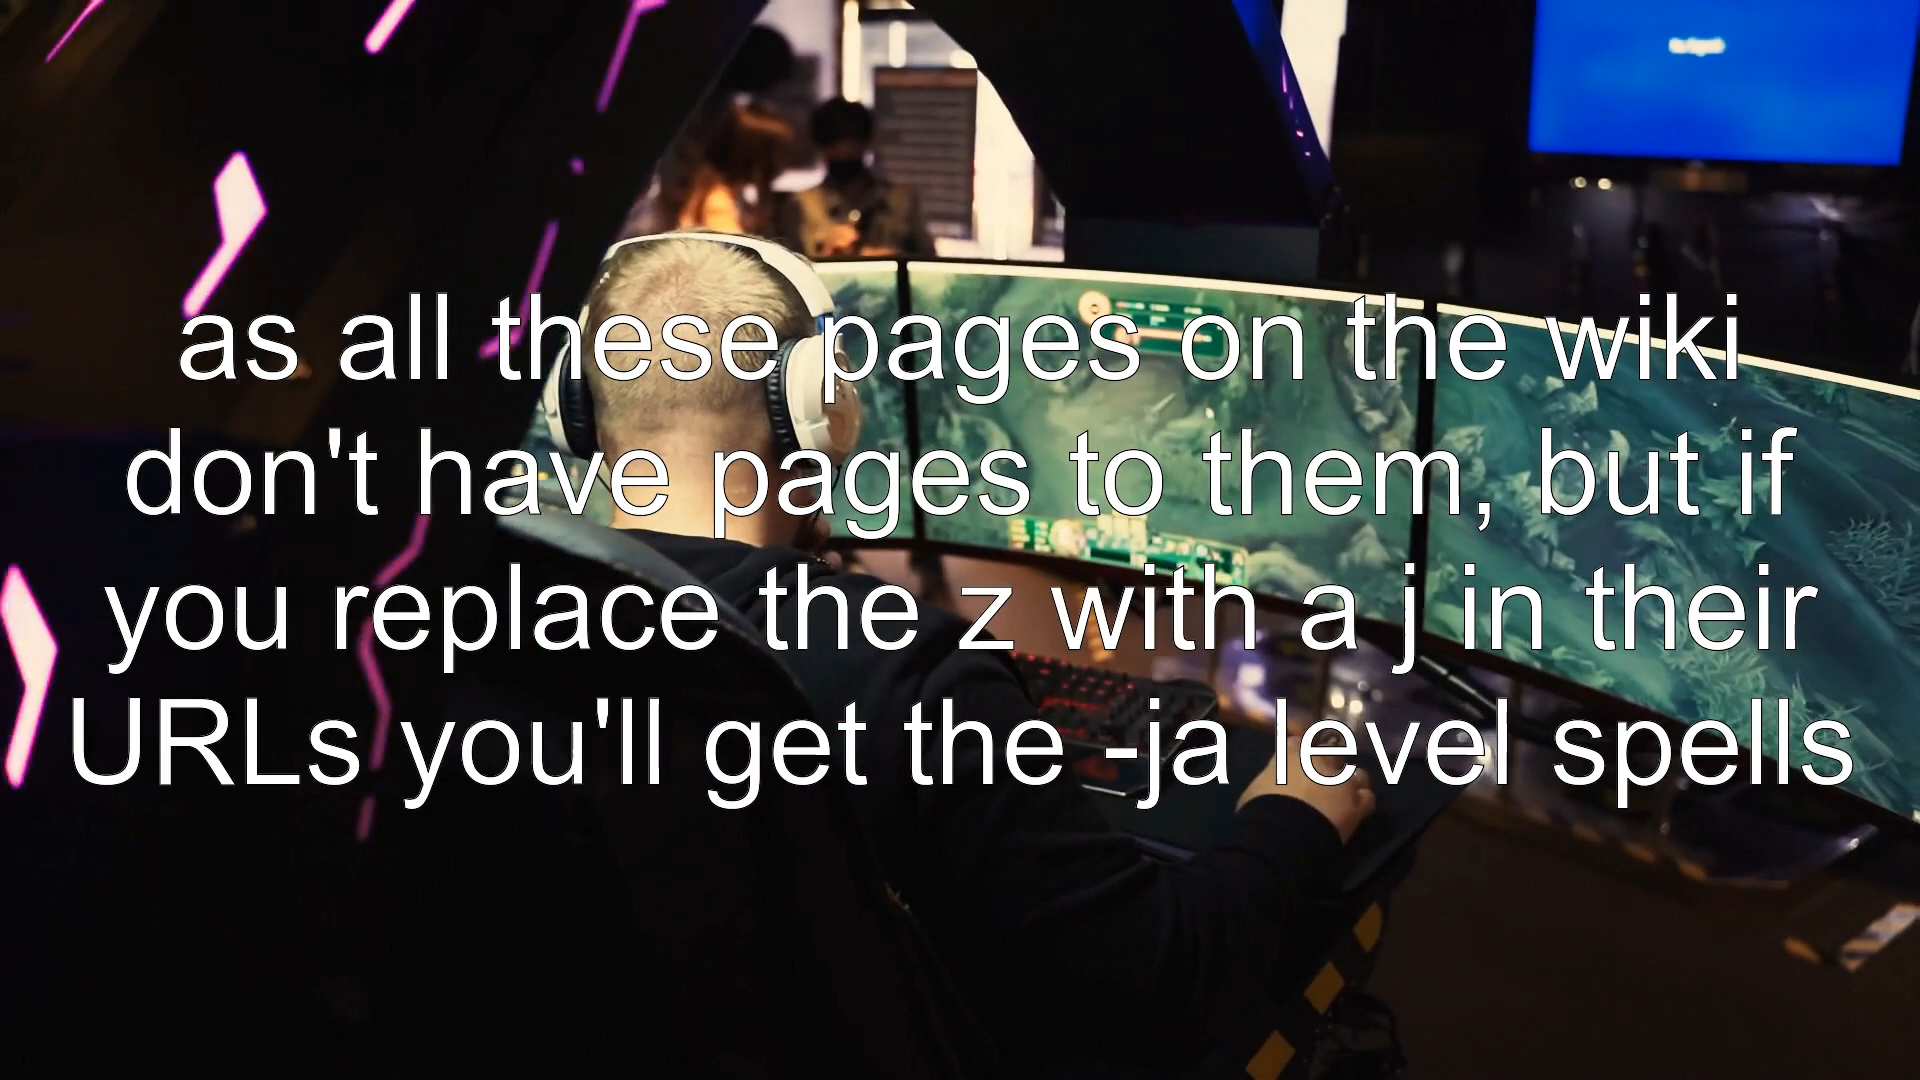 as all these pages on the wiki
don't have pages to them, but if
you replace the z with a j in their
URLs you'll get the -ja level spells